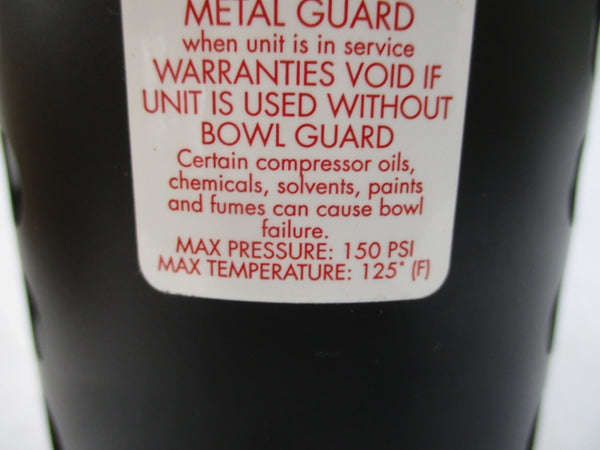 METAL GUARD
when unit is in service
WARRANTIES VOID IF
UNIT IS USED WITHOUT
BOWL GUARD
Certain compressor oils,
chemicals, solvents, paints
and fumes can cause bowl
failure.
MAX PRESSURE: 150 PSI
MAX TEMPERATURE: 125° (F)